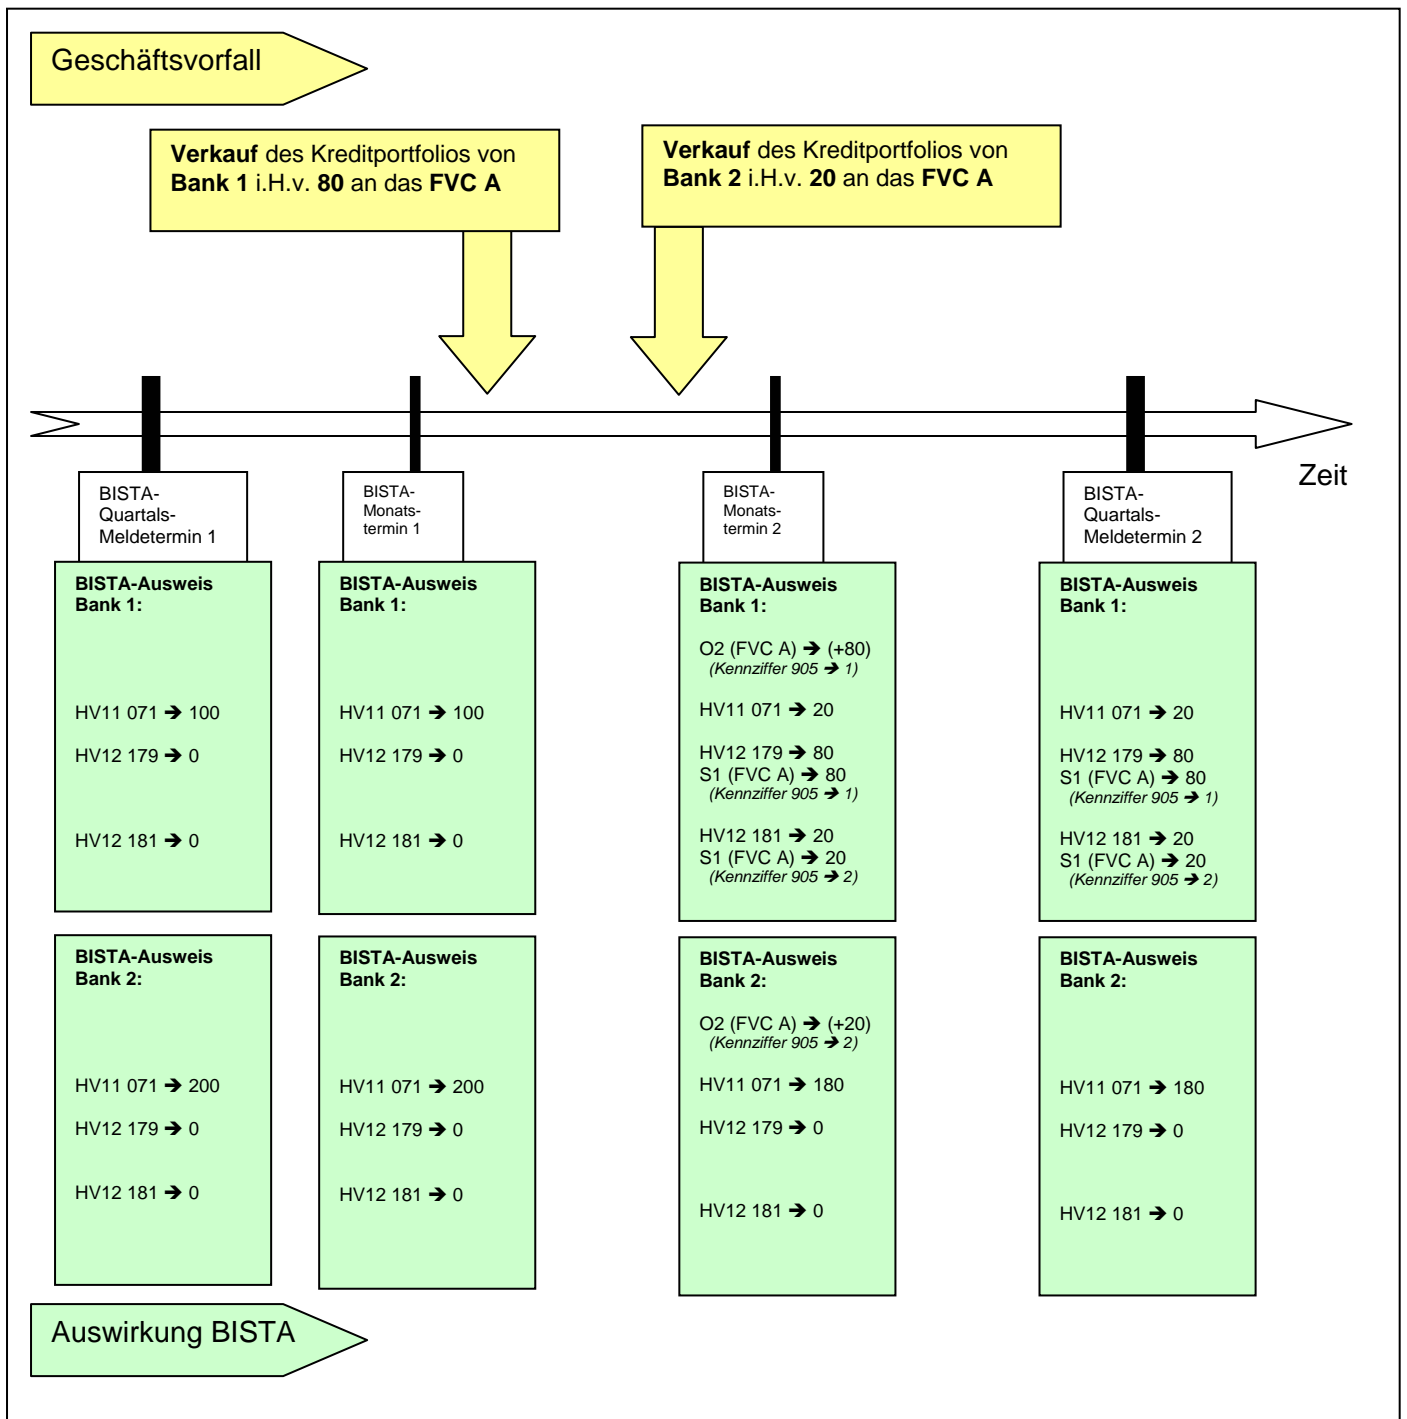 Geschäftsvorfall
Verkauf des Kreditportfolios von
Bank 1 i.H.v. 80 an das FVC A
Verkauf des Kreditportfolios von
Bank 2 i.H.v. 20 an das FVC A
Zeit
BISTA-
Quartals-
Meldetermin 1
BISTA-
Monats-
termin 1
BISTA-
Monats-
termin 2
BISTA-
Quartals-
Meldetermin 2
BISTA-Ausweis
Bank 1:
HV11 071 ➔ 100
HV12 179 ➔ 0
HV12 181 ➔ 0
BISTA-Ausweis
Bank 1:
HV11 071 ➔ 100
HV12 179 ➔ 0
HV12 181 ➔ 0
BISTA-Ausweis
Bank 1:
O2 (FVC A) ➔ (+80)
(Kennziffer 905 ➔ 1)
HV11 071 ➔ 20
HV12 179 ➔ 80
S1 (FVC A) ➔ 80
(Kennziffer 905 ➔ 1)
HV12 181 ➔ 20
S1 (FVC A) ➔ 20
(Kennziffer 905 ➔ 2)
BISTA-Ausweis
Bank 1:
HV11 071 ➔ 20
HV12 179 ➔ 80
S1 (FVC A) ➔ 80
(Kennziffer 905 ➔ 1)
HV12 181 ➔ 20
S1 (FVC A) ➔ 20
(Kennziffer 905 ➔ 2)
BISTA-Ausweis
Bank 2:
HV11 071 ➔ 200
HV12 179 ➔ 0
HV12 181 ➔ 0
BISTA-Ausweis
Bank 2:
HV11 071 ➔ 200
HV12 179 ➔ 0
HV12 181 ➔ 0
BISTA-Ausweis
Bank 2:
O2 (FVC A) ➔ (+20)
(Kennziffer 905 ➔ 2)
HV11 071 ➔ 180
HV12 179 ➔ 0
HV12 181 ➔ 0
BISTA-Ausweis
Bank 2:
HV11 071 ➔ 180
HV12 179 ➔ 0
HV12 181 ➔ 0
Auswirkung BISTA